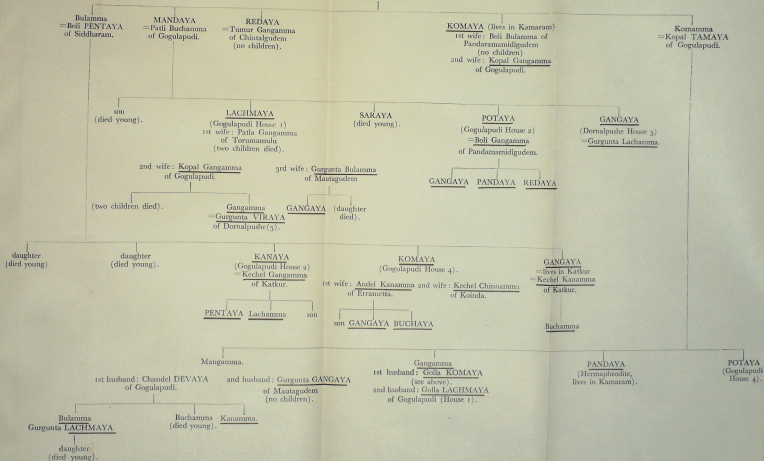 Bulamma
=Boli PENTAYA
of Siddharam.
MANDAYA
=Patli Buchamma
of Gogulapudi.
REDAYA
=Tumur Gangamma
of Chintalgudem
(no children).
KOMAYA (lives in Kamaram)
1st wife: Boli Bulamma of
Pandaramamidigudem
(no children)
2nd wife: Kopal Gangamma
of Gogulapudi.
Komamma
=Kopal TAMAYA
of Gogulapudi.
son
(died young).
LACHMAYA
(Gogulapudi House 1)
1st wife: Patla Gangamma
of Torumamulu
(two children died).
SARAYA
(died young).
POTAYA
(Gogulapudi House 2)
=Boli Gangamma
of Pandamamidigudem.
GANGAYA
(Dornalpushe House 5)
=Gurgunta Lachamma.
2nd wife: Kopal Gangamma
of Gogulapudi.
3rd wife: Gurgunta Bulamma
of Mautagudem
GANGAYA PANDAYA REDAYA
(two children died).
Gangamma
=Gurgunta VIRAYA
of Dornalpushe(5).
GANGAYA
(daughter
died).
daughter
(died young)
daughter
(died young).
KANAYA
(Gogulapudi House 2)
=Kechel Gangamma
of Katkur.
KOMAYA
(Gogulapudi House 4).
1st wife: Andel Kanamma
of Errametta.
2nd wife: Kechel Chinnamma
of Koinda.
GANGAYA
=lives in Katkur
=Kechel Kanamma
of Katkur.
PENTAYA Lachamma son
son GANGAYA BUCHAYA
Buchamma
Mangamma.
1st husband: Chandel DEVAYA
of Gogulapudi.
2nd husband: Gurgunta GANGAYA
of Mautagudem
(no children).
Gangamma
1st husband: Golla KOMAYA
(see above).
2nd husband: Golla LACHMAYA
of Gogulapudi (House 1).
PANDAYA
(Hermaphrodite,
lives in Kamaram).
POTAYA
(Gogulapudi
House 4).
Bulamma
Gurgunta LACHMAYA
Buchamma
(died young).
Kanamma.
daughter
(died young).